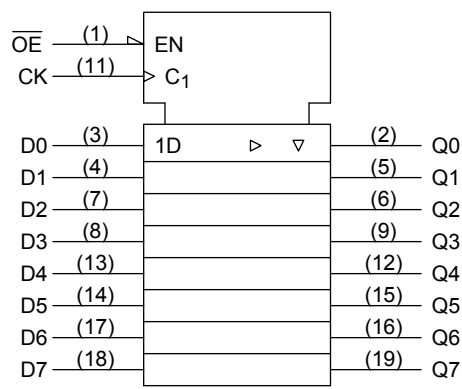 OE (1) EN
CK (11) C1
D0 (3) 1D (2) Q0
D1 (4) (5) Q1
D2 (7) (6) Q2
D3 (8) (9) Q3
D4 (13) (12) Q4
D5 (14) (15) Q5
D6 (17) (16) Q6
D7 (18) (19) Q7